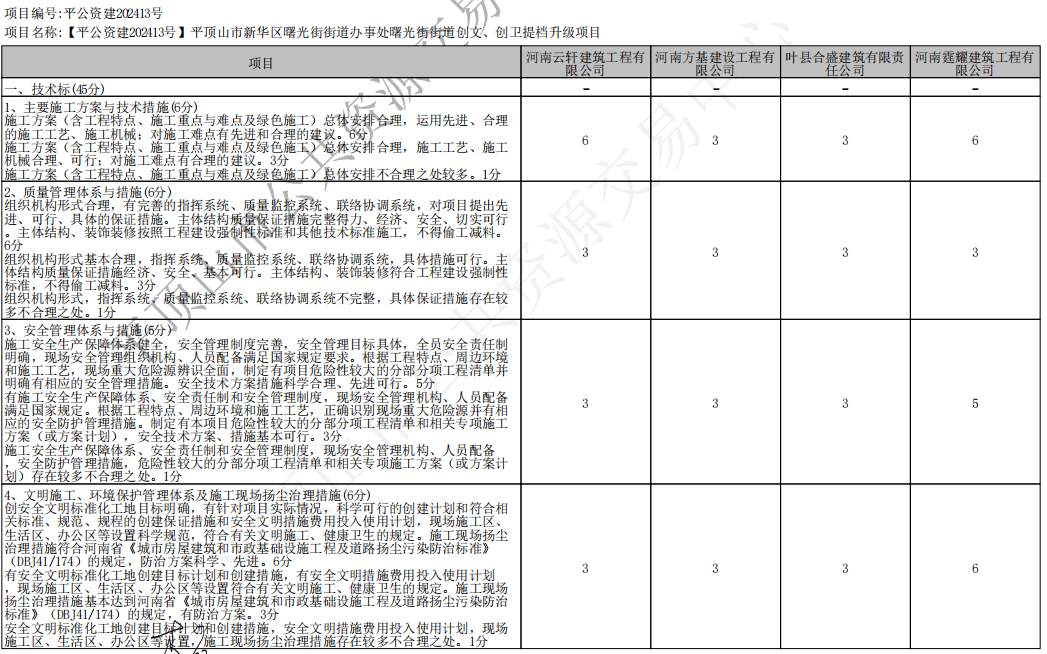 项目编号:平公资建202413号
项目名称:【平公资建202413号】平顶山市新华区曙光街街道办事处曙光街街道创文、创卫提档升级项目
项目 河南云轩建筑工程有限公司 河南方基建设工程有限公司 叶县合盛建筑有限责任公司 河南霆耀建筑工程有限公司
一、技术标(45分) - - - -
1、主要施工方案与技术措施(6分)
施工方案（含工程特点、施工重点与难点及绿色施工）总体安排合理，运用先进、合理
的施工工艺、施工机械；对施工难点有先进和合理的建议。6分
施工方案（含工程特点、施工重点与难点及绿色施工）总体安排合理，施工工艺、施工
机械合理、可行；对施工难点有合理的建议。3分
施工方案（含工程特点、施工重点与难点及绿色施工）总体安排不合理之处较多。1分
6 3 3 6
2、质量管理体系与措施(6分)
组织机构形式合理，有完善的指挥系统、质量监控系统、联络协调系统，对项目提出先
进、可行、具体的保证措施。主体结构质量保证措施完整得力、经济、安全、切实可行
。主体结构、装饰装修按照工程建设强制性标准和其他技术标准施工，不得偷工减料。
6分
组织机构形式基本合理，指挥系统、质量监控系统、联络协调系统，具体措施可行。主
体结构质量保证措施经济、安全、基本可行。主体结构、装饰装修符合工程建设强制性
标准，不得偷工减料。3分
组织机构形式，指挥系统、质量监控系统、联络协调系统不完整，具体保证措施存在较
多不合理之处。1分
3 3 3 3
3、安全管理体系与措施(5分)
施工安全生产保障体系健全，安全管理制度完善，安全管理目标具体，全员安全责任制
明确，现场安全管理组织机构、人员配备满足国家规定要求。根据工程特点、周边环境
和施工工艺，现场重大危险源辨识全面，制定有项目危险性较大的分部分项工程清单并
明确有相应的安全管理措施。安全技术方案措施科学合理、先进可行。5分
有施工安全生产保障体系、安全责任制和安全管理制度，现场安全管理机构、人员配备
满足国家规定。根据工程特点、周边环境和施工工艺，正确识别现场重大危险源并有相
应的安全防护管理措施。制定有本项目危险性较大的分部分项工程清单和相关专项施工
方案（或方案计划），安全技术方案、措施基本可行。3分
施工安全生产保障体系、安全责任制和安全管理制度，现场安全管理机构、人员配备
，安全防护管理措施，危险性较大的分部分项工程清单和相关专项施工方案（或方案计
划）存在较多不合理之处。1分
3 3 3 5
4、文明施工、环境保护管理体系及施工现场扬尘治理措施(6分)
创安全文明标准化工地目标明确，有针对项目实际情况，科学可行的创建计划和符合相
关标准、规范、规程的创建保证措施和安全文明措施费用投入使用计划，现场施工区、
生活区、办公区等设置科学规范，符合有关文明施工、健康卫生的规定。施工现场扬尘
治理措施符合河南省《城市房屋建筑和市政基础设施工程及道路扬尘污染防治标准》
（DBJ41/174）的规定，防治方案科学、先进。6分
有安全文明标准化工地创建目标计划和创建措施，有安全文明措施费用投入使用计划
，现场施工区、生活区、办公区等设置符合有关文明施工、健康卫生的规定。施工现场
扬尘治理措施基本达到河南省《城市房屋建筑和市政基础设施工程及道路扬尘污染防治
标准》（DBJ41/174）的规定，有防治方案。3分
安全文明标准化工地创建目标计划和创建措施，安全文明措施费用投入使用计划，现场
施工区、生活区、办公区等设置，施工现场扬尘治理措施存在较多不合理之处。1分
3 3 3 6
平顶山市公共资源交易
公共资源交易中心